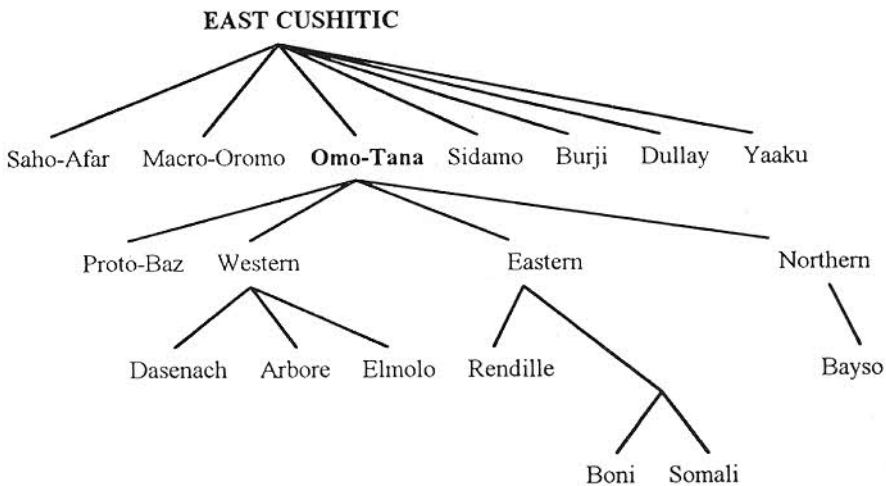 EAST CUSHITIC
Saho-Afar Macro-Oromo Omo-Tana Sidamo Burji Dullay Yaaku
Proto-Baz Western Eastern Northern
Dasenach Arbore Elmolo Rendille Bayso
Boni Somali